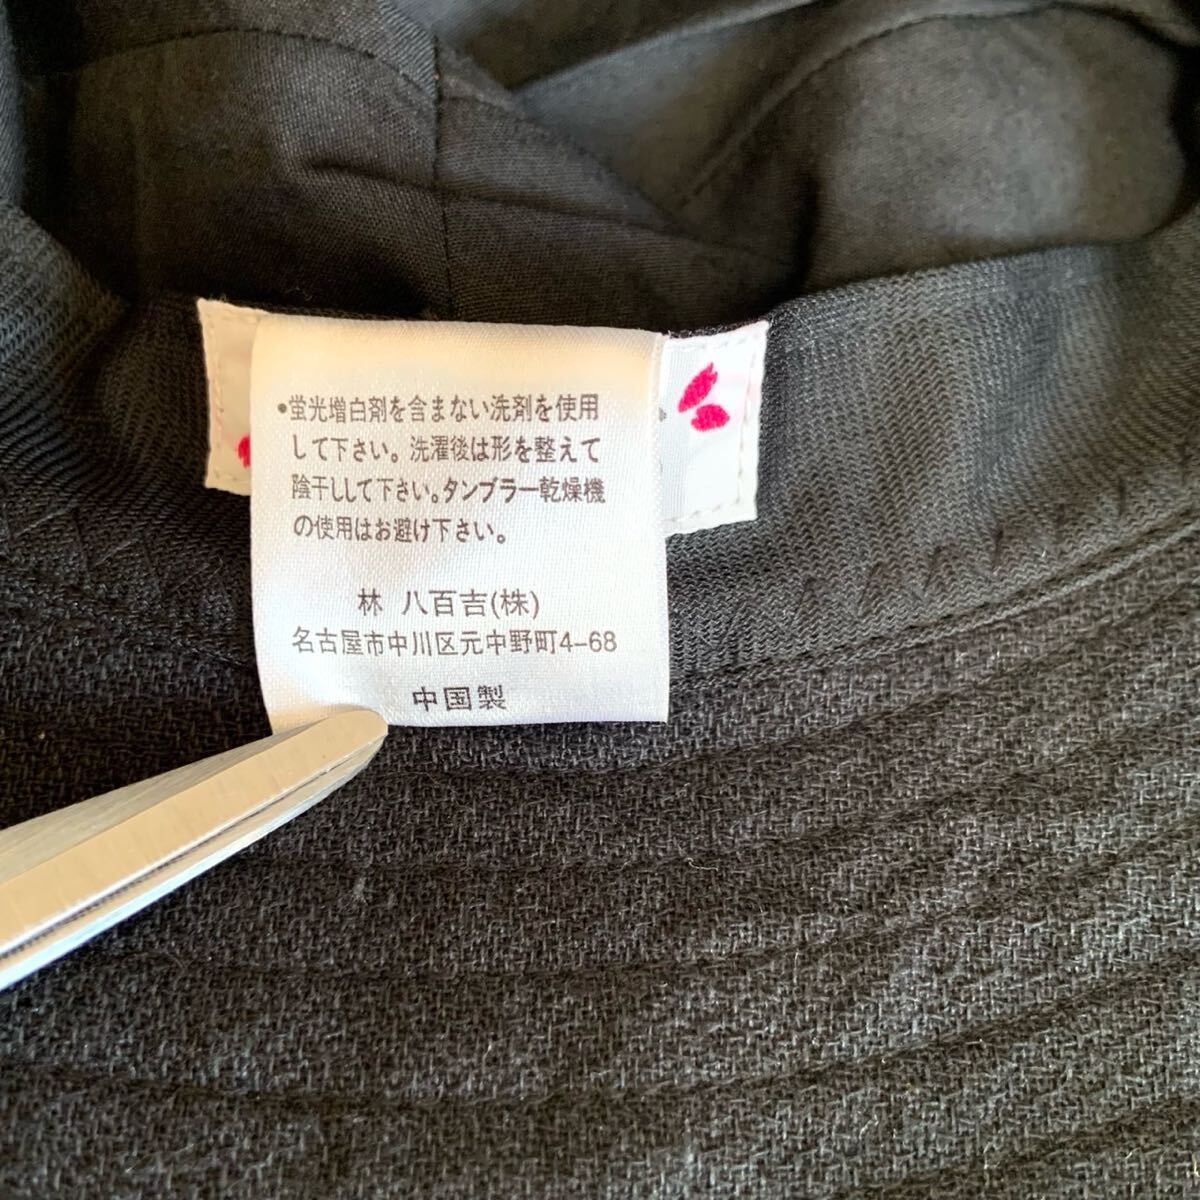 •蛍光増白剤を含まない洗剤を使用
して下さい。洗濯後は形を整えて
陰干しして下さい。タンブラー乾燥機
の使用はお避け下さい。
林 八百吉(株)
名古屋市中川区元中野町4-68
中国製